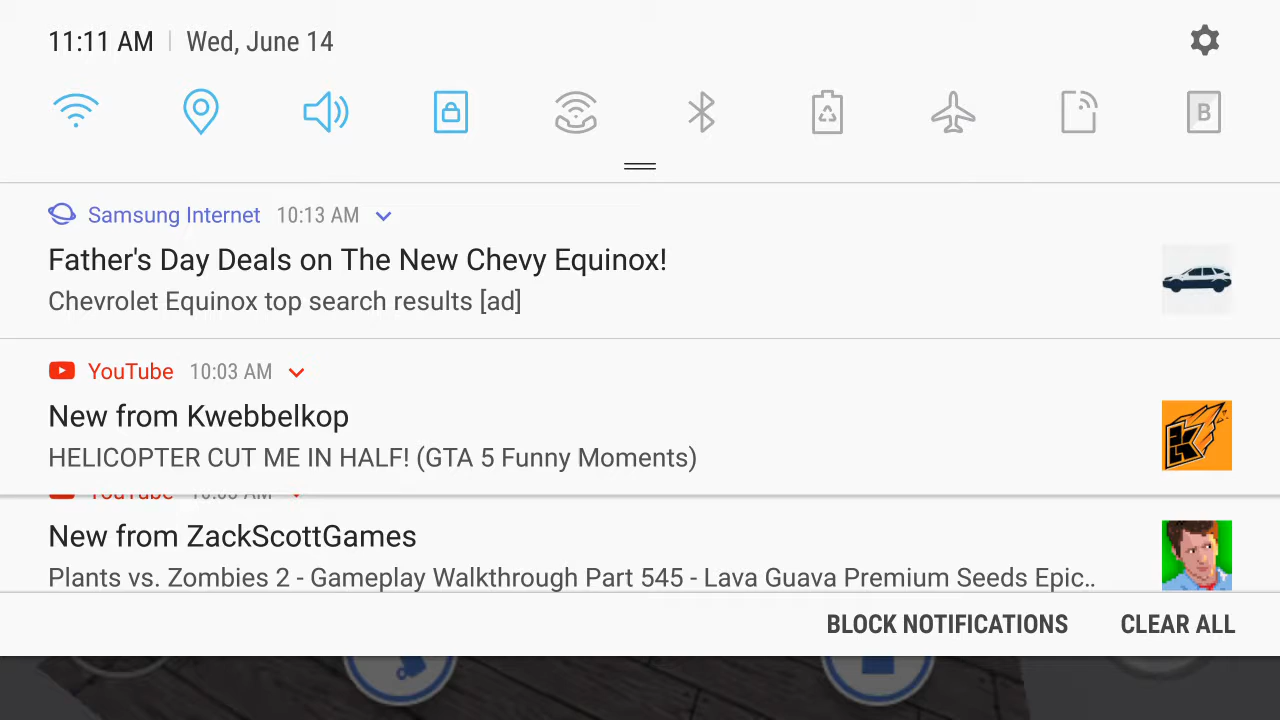 11:11 AM | Wed, June 14
B
Samsung Internet 10:13 AM
Father's Day Deals on The New Chevy Equinox!
Chevrolet Equinox top search results [ad]
YouTube 10:03 AM
New from Kwebbelkop
HELICOPTER CUT ME IN HALF! (GTA 5 Funny Moments)
YouTube
New from ZackScottGames
Plants vs. Zombies 2 - Gameplay Walkthrough Part 545 - Lava Guava Premium Seeds Epic..
BLOCK NOTIFICATIONS CLEAR ALL